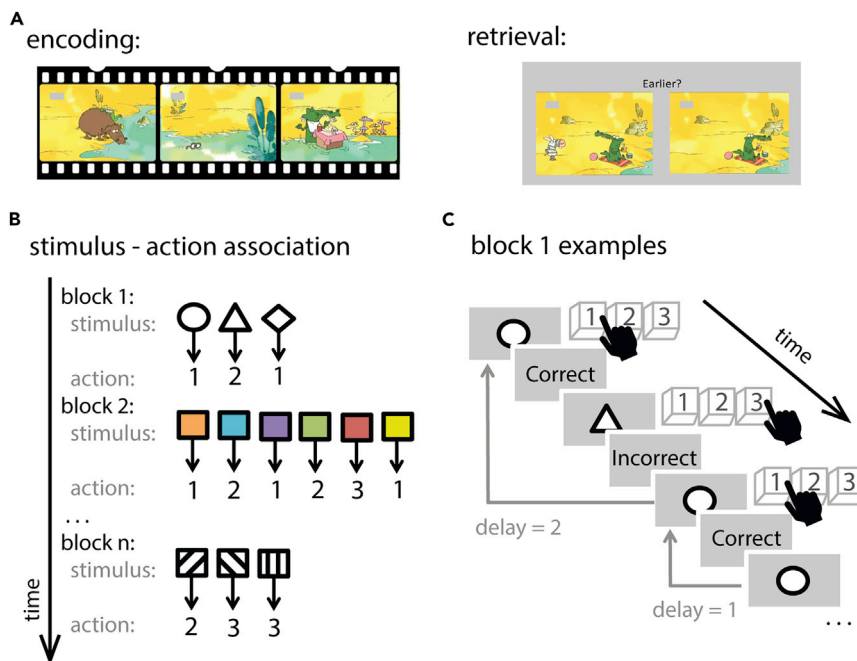 A
encoding:
retrieval:
Earlier?
B
stimulus - action association
block 1:
stimulus:
action: 1 2 1
block 2:
stimulus:
action: 1 2 1 2 3 1
...
block n:
stimulus:
action: 2 3 3
time
C
block 1 examples
1 2 3
time
Correct
1 2 3
Incorrect
1 2 3
delay = 2
Correct
delay = 1
...